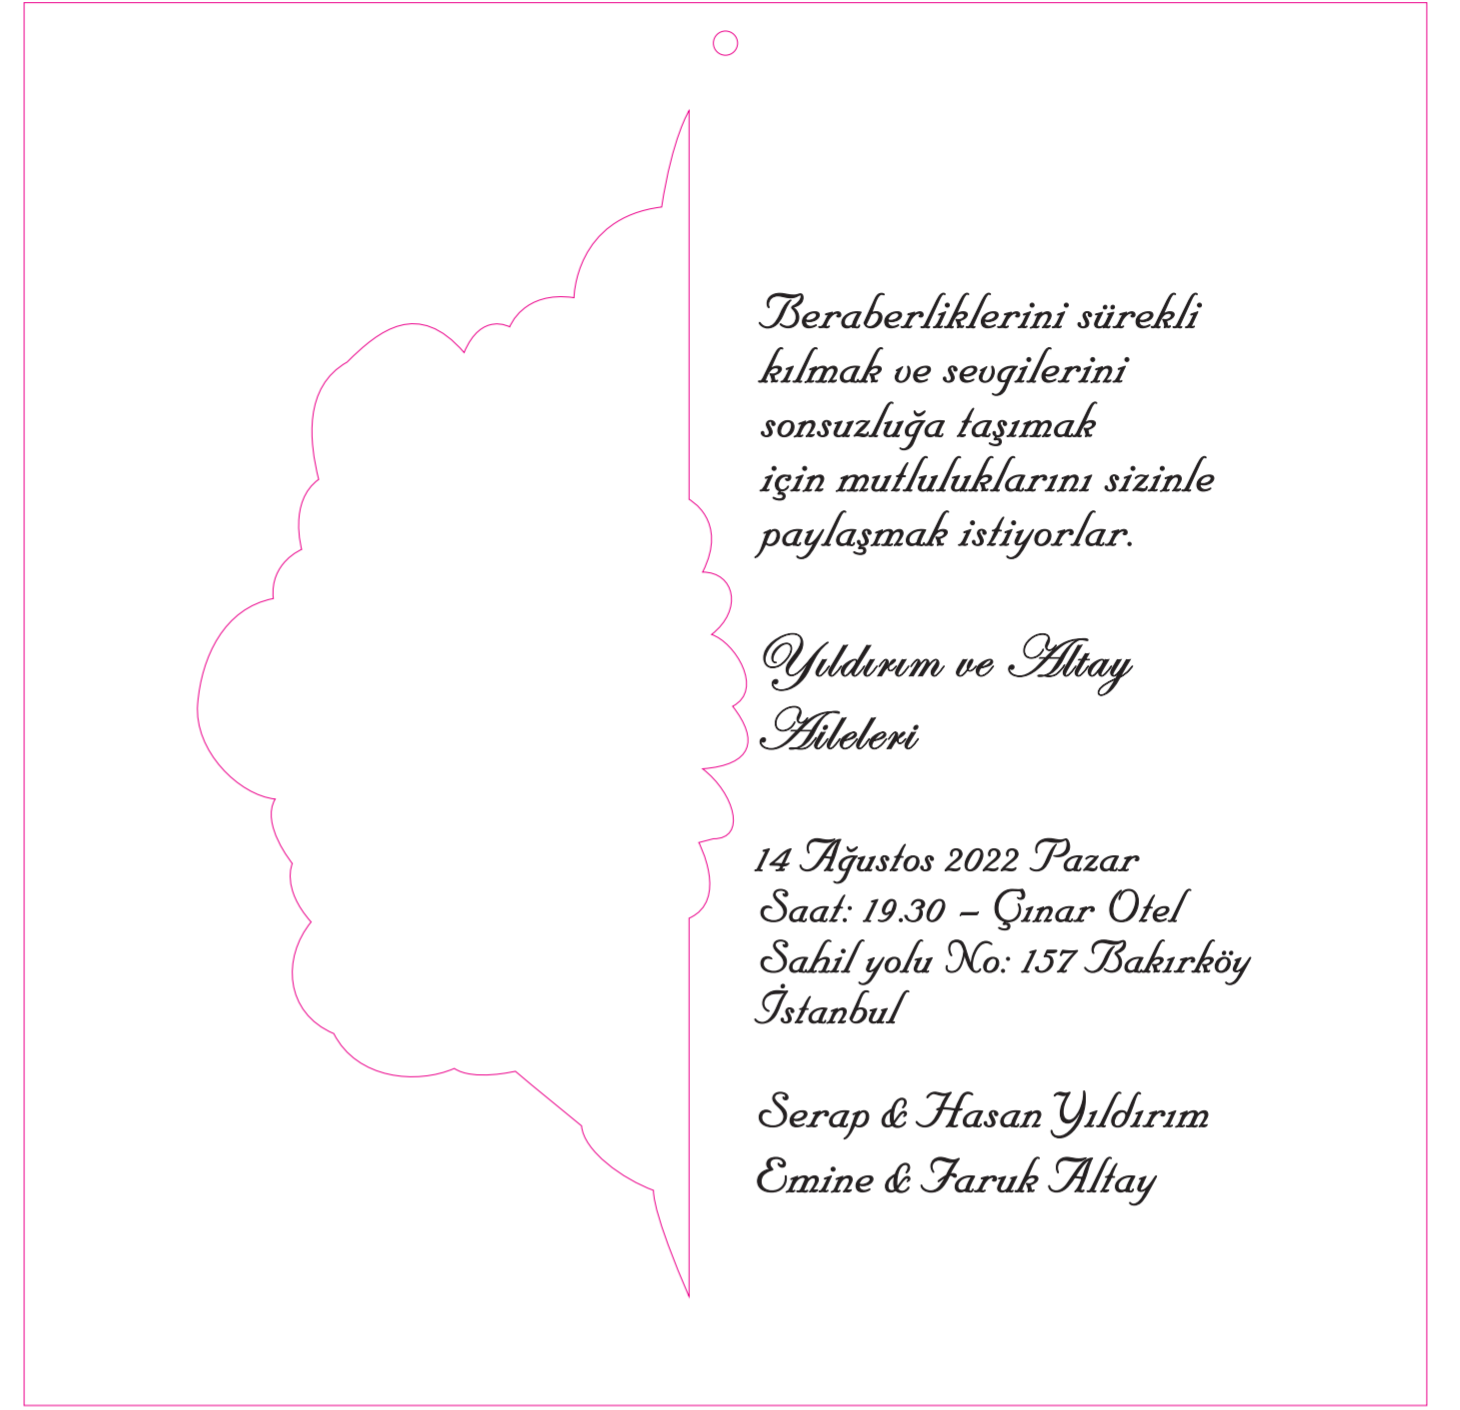 Beraberliklerini sürekli
kılmak ve sevgilerini
sonsuzluğa taşımak
için mutluluklarını sizinle
paylaşmak istiyorlar.
Yıldırım ve Altay
Aileleri
14 Ağustos 2022 Pazar
Saat: 19.30 – Çınar Otel
Sahil yolu No: 157 Bakırköy
İstanbul
Serap & Hasan Yıldırım
Emine & Faruk Altay